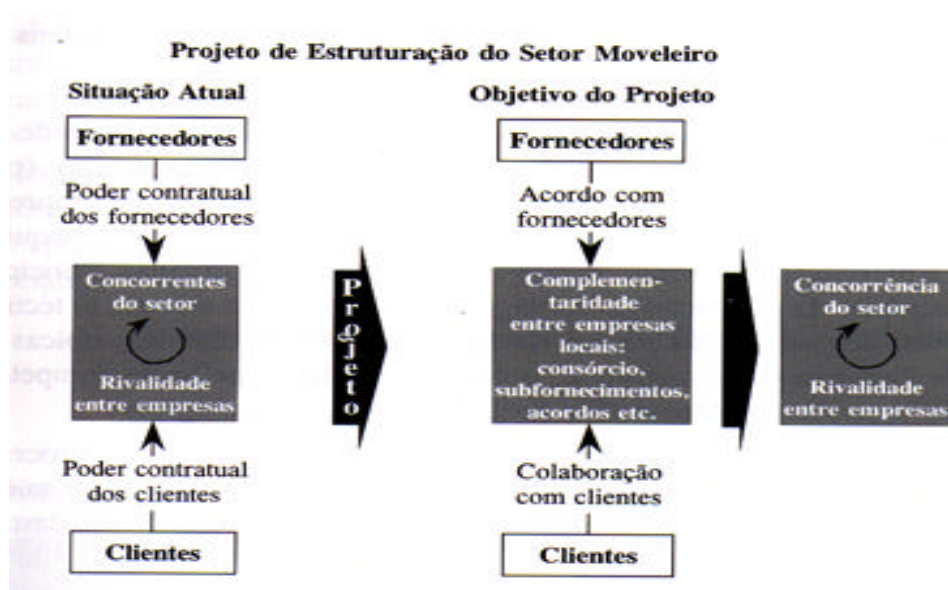 Projeto de Estruturação do Setor Moveleiro
Situação Atual
Fornecedores
Poder contratual
dos fornecedores
Concorrentes
do setor
Rivalidade
entre empresas
Poder contratual
dos clientes
Clientes
Projeto
Objetivo do Projeto
Fornecedores
Acordo com
fornecedores
Complemen-
taridade
entre empresas
locais:
consórcio,
subfornecimentos,
acordos etc.
Colaboração
com clientes
Clientes
Concorrência
do setor
Rivalidade
entre empresas